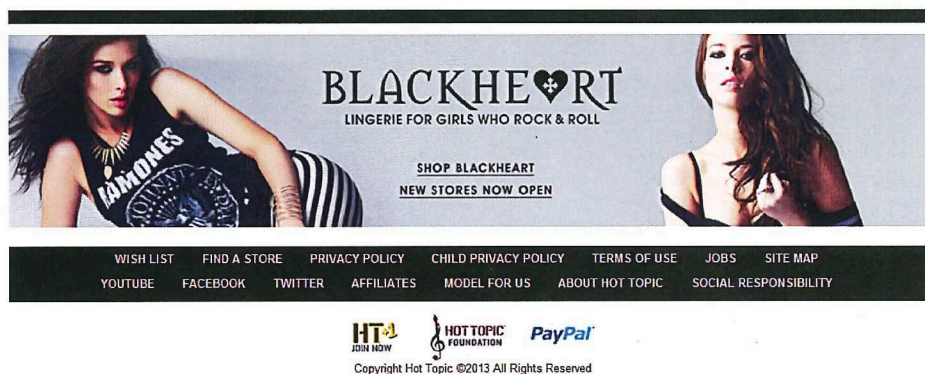 BLACKHEART
LINGERIE FOR GIRLS WHO ROCK & ROLL
RAMONES
JOHNNY
SHOP BLACKHEART
NEW STORES NOW OPEN
WISH LIST FIND A STORE PRIVACY POLICY CHILD PRIVACY POLICY TERMS OF USE JOBS SITE MAP
YOUTUBE FACEBOOK TWITTER AFFILIATES MODEL FOR US ABOUT HOT TOPIC SOCIAL RESPONSIBILITY
HT+1 HOT TOPIC PayPal
JOIN NOW FOUNDATION
Copyright Hot Topic ©2013 All Rights Reserved